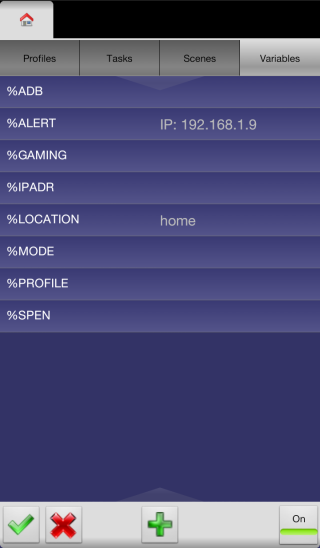 Profiles Tasks Scenes Variables
%ADB
%ALERT IP: 192.168.1.9
%GAMING
%IPADR
%LOCATION home
%MODE
%PROFILE
%SPEN
On